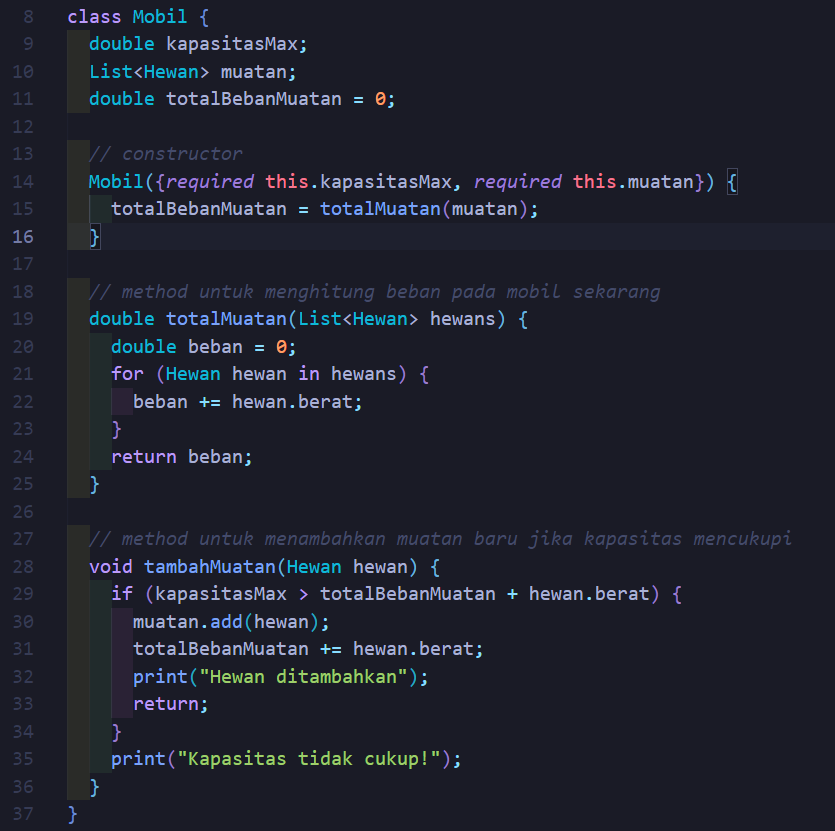 8 class Mobil {
9   double kapasitasMax;
10   List<Hewan> muatan;
11   double totalBebanMuatan = 0;
12
13   // constructor
14   Mobil({required this.kapasitasMax, required this.muatan}) {
15     totalBebanMuatan = totalMuatan(muatan);
16   }
17
18   // method untuk menghitung beban pada mobil sekarang
19   double totalMuatan(List<Hewan> hewans) {
20     double beban = 0;
21     for (Hewan hewan in hewans) {
22       beban += hewan.berat;
23     }
24     return beban;
25   }
26
27   // method untuk menambahkan muatan baru jika kapasitas mencukupi
28   void tambahMuatan(Hewan hewan) {
29     if (kapasitasMax > totalBebanMuatan + hewan.berat) {
30       muatan.add(hewan);
31       totalBebanMuatan += hewan.berat;
32       print("Hewan ditambahkan");
33       return;
34     }
35     print("Kapasitas tidak cukup!");
36   }
37 }